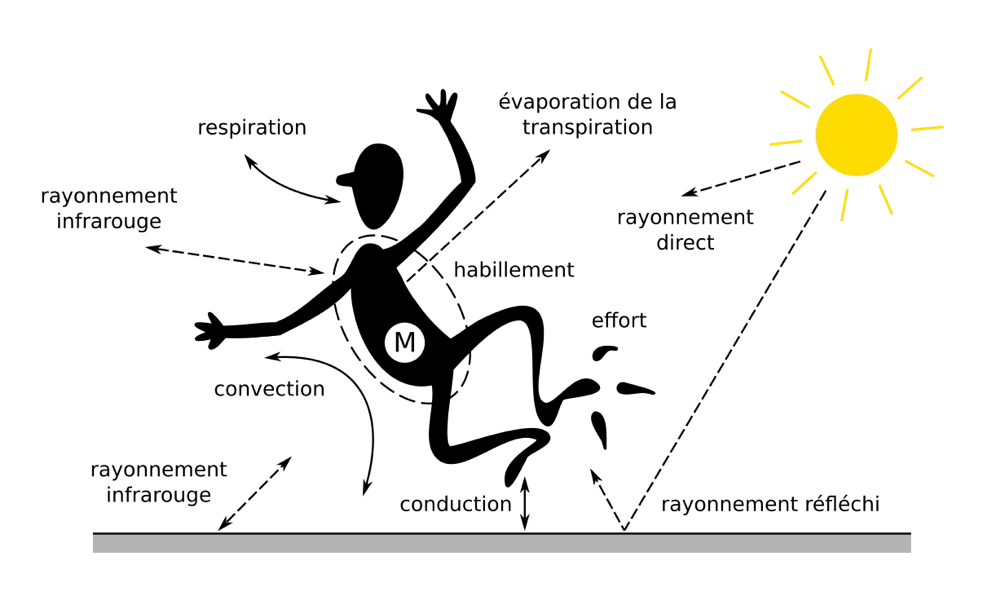 respiration
évaporation de la
transpiration
rayonnement
infrarouge
rayonnement
direct
habillement
effort
M
convection
rayonnement
infrarouge
conduction
rayonnement réfléchi